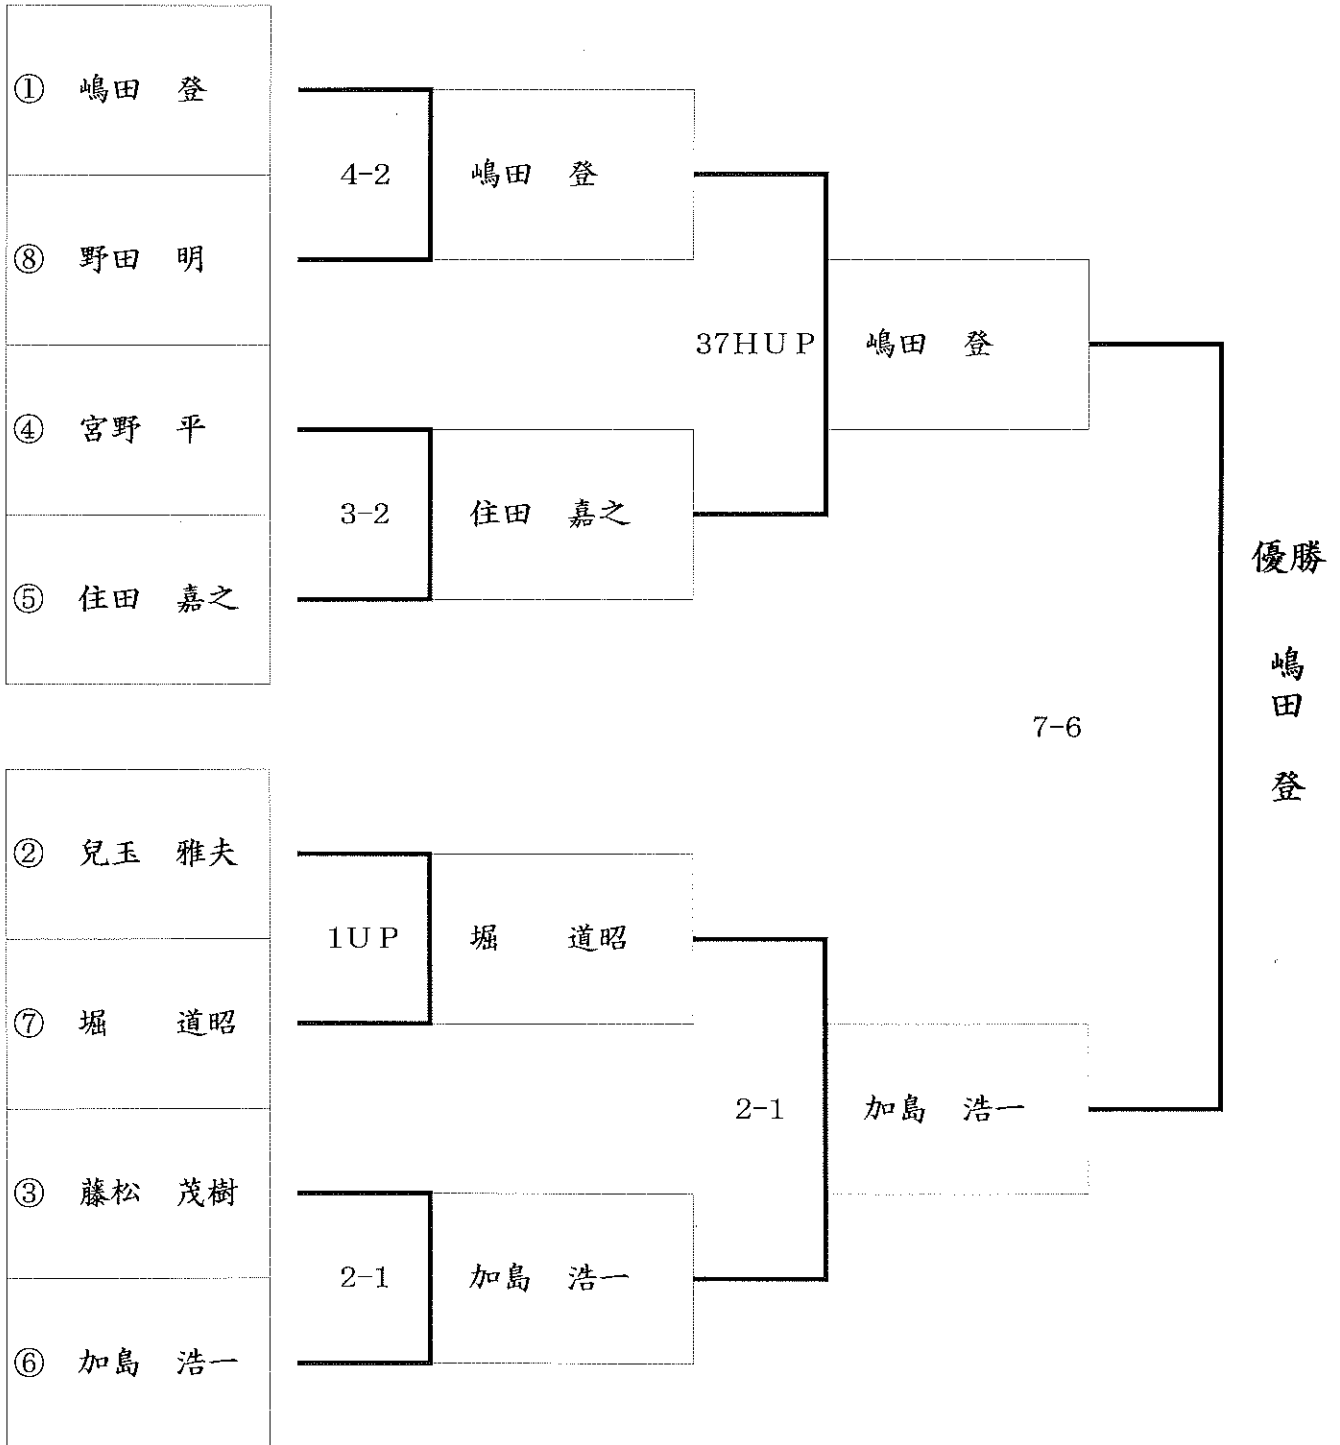 ① 嶋田 登
⑧ 野田 明
④ 宮野 平
⑤ 住田 嘉之
4-2
嶋田 登
3-2
住田 嘉之
37HUP
嶋田 登
② 兒玉 雅夫
⑦ 堀 道昭
③ 藤松 茂樹
⑥ 加島 浩一
1UP
堀 道昭
2-1
加島 浩一
2-1
加島 浩一
7-6
優勝
嶋田 登